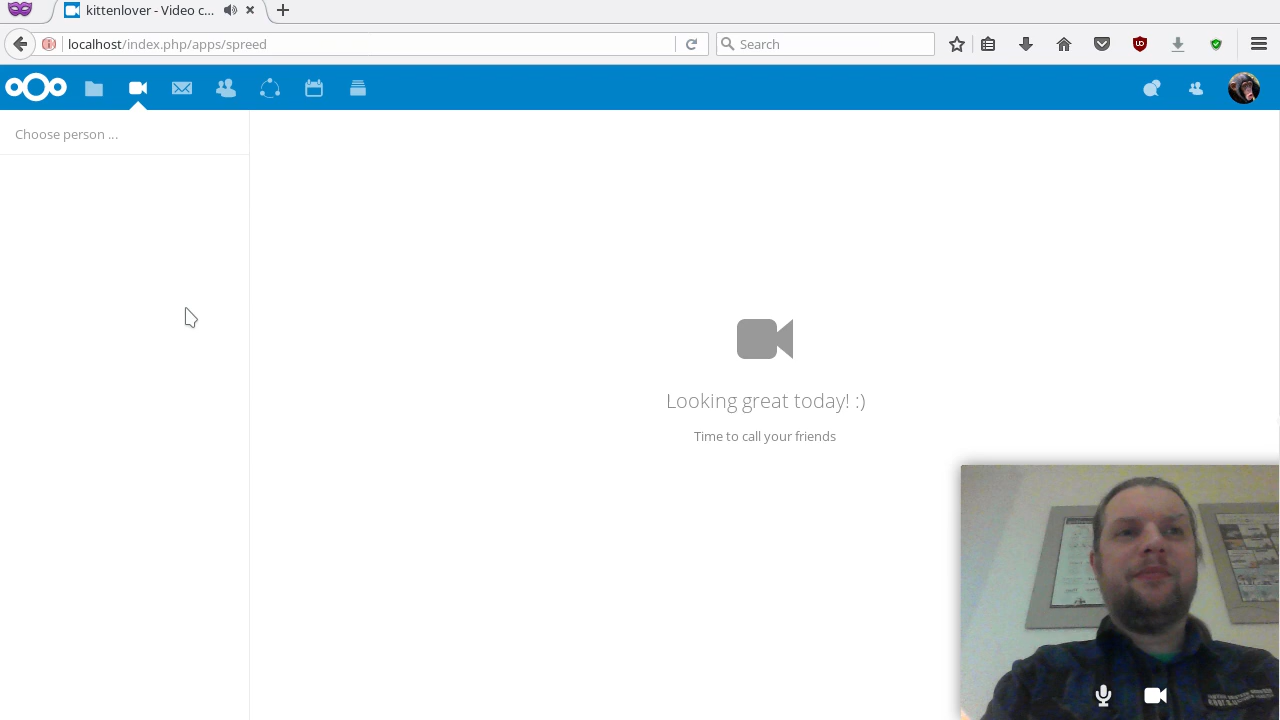 kittenlover - Video c...
localhost/index.php/apps/spreed
Search
Choose person ...
Looking great today! :)
Time to call your friends